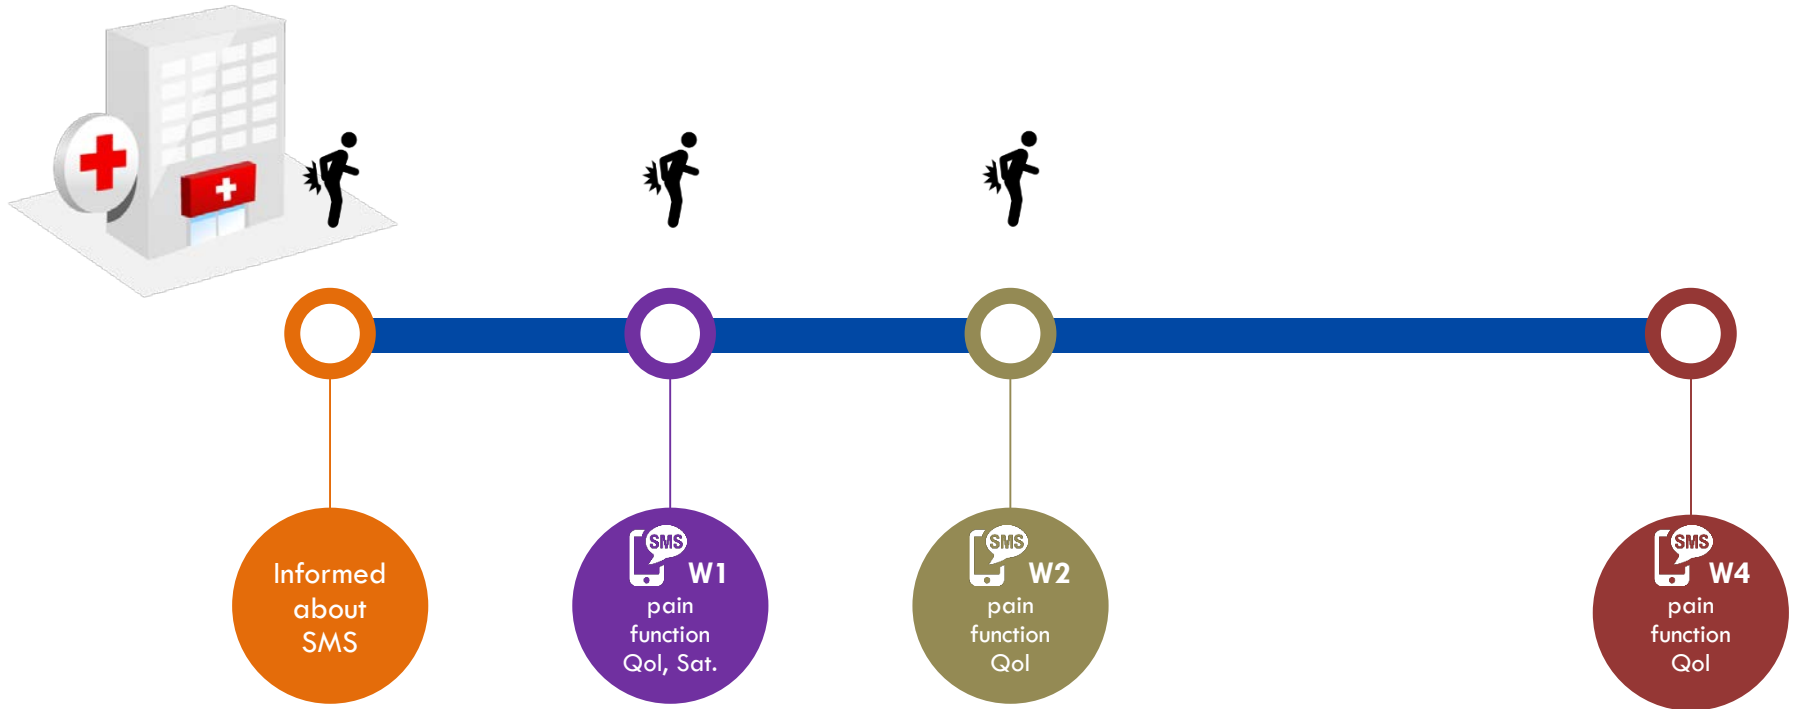 Informed
about
SMS
SMS
W1
pain
function
Qol, Sat.
SMS
W2
pain
function
Qol
SMS
W4
pain
function
Qol